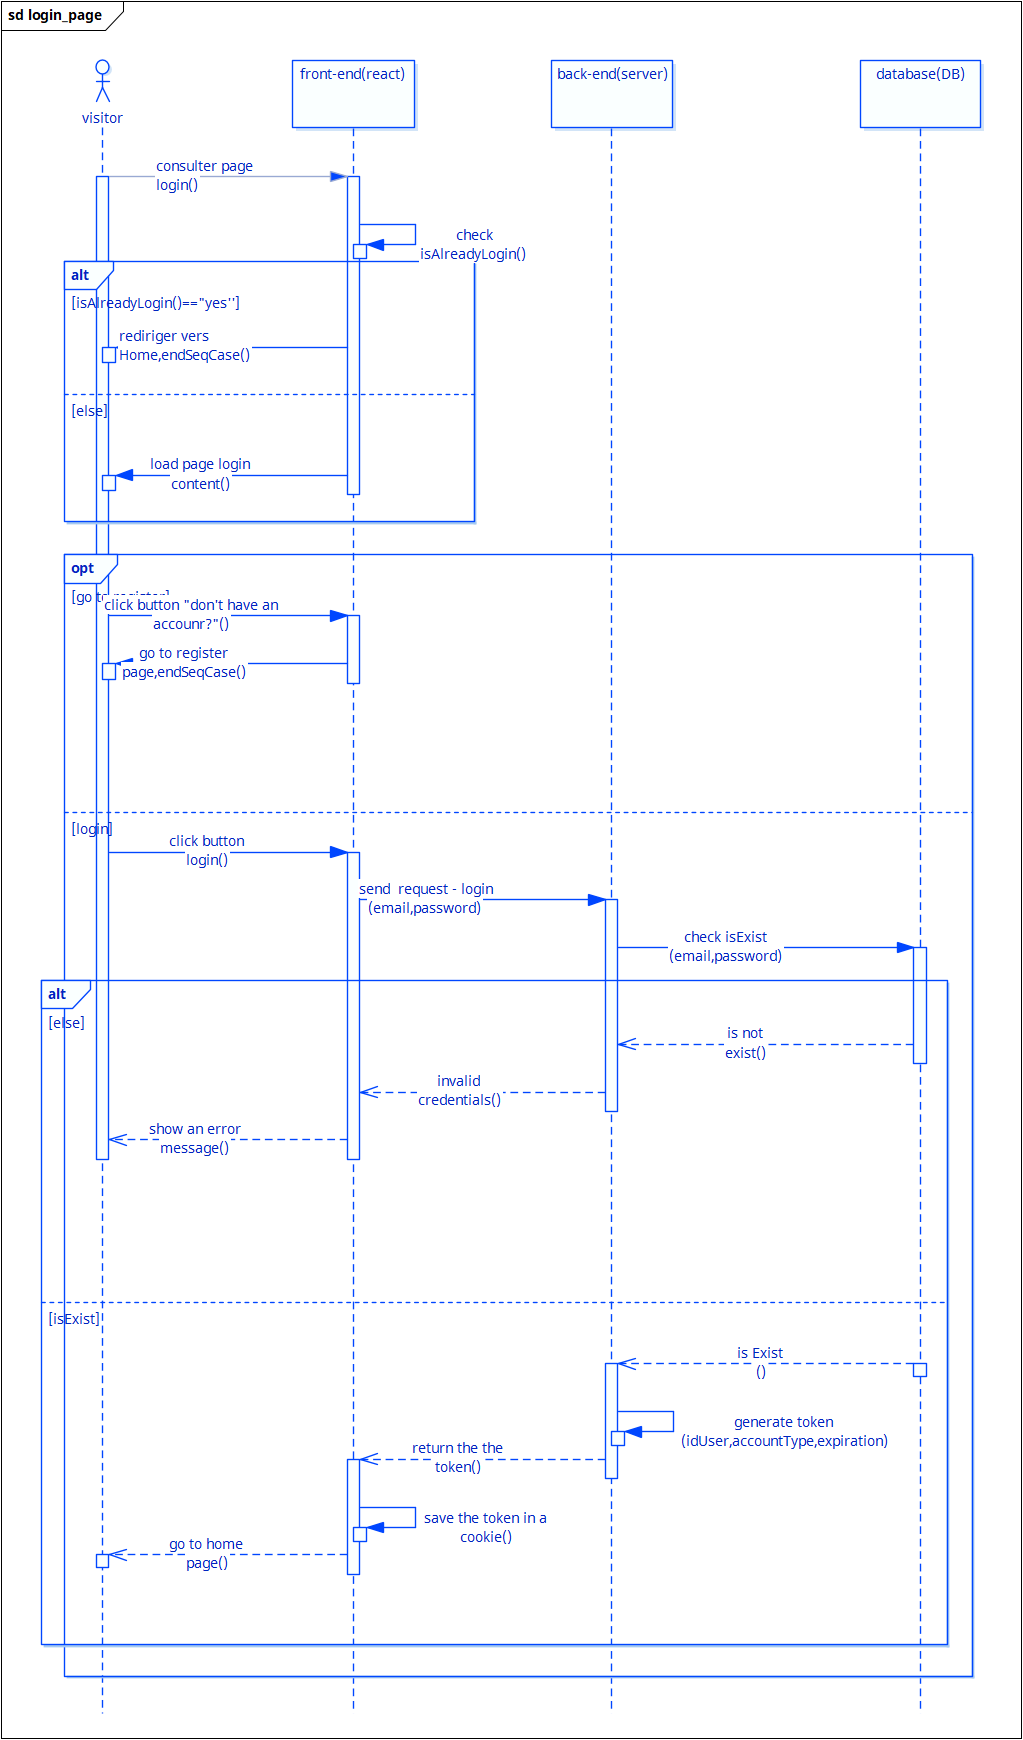 sd login_page
visitor
front-end(react)
back-end(server)
database(DB)
consulter page
login()
check
isAlreadyLogin()
alt
[isAlreadyLogin()=="yes'']
rediriger vers
Home,endSeqCase()
[else]
load page login
content()
opt
[go to register]
click button "don't have an
accounr?"()
go to register
page,endSeqCase()
[login]
click button
login()
send  request - login
(email,password)
check isExist
(email,password)
alt
[else]
is not
exist()
invalid
credentials()
show an error
message()
[isExist]
is Exist
()
generate token
(idUser,accountType,expiration)
return the the
token()
save the token in a
cookie()
go to home
page()